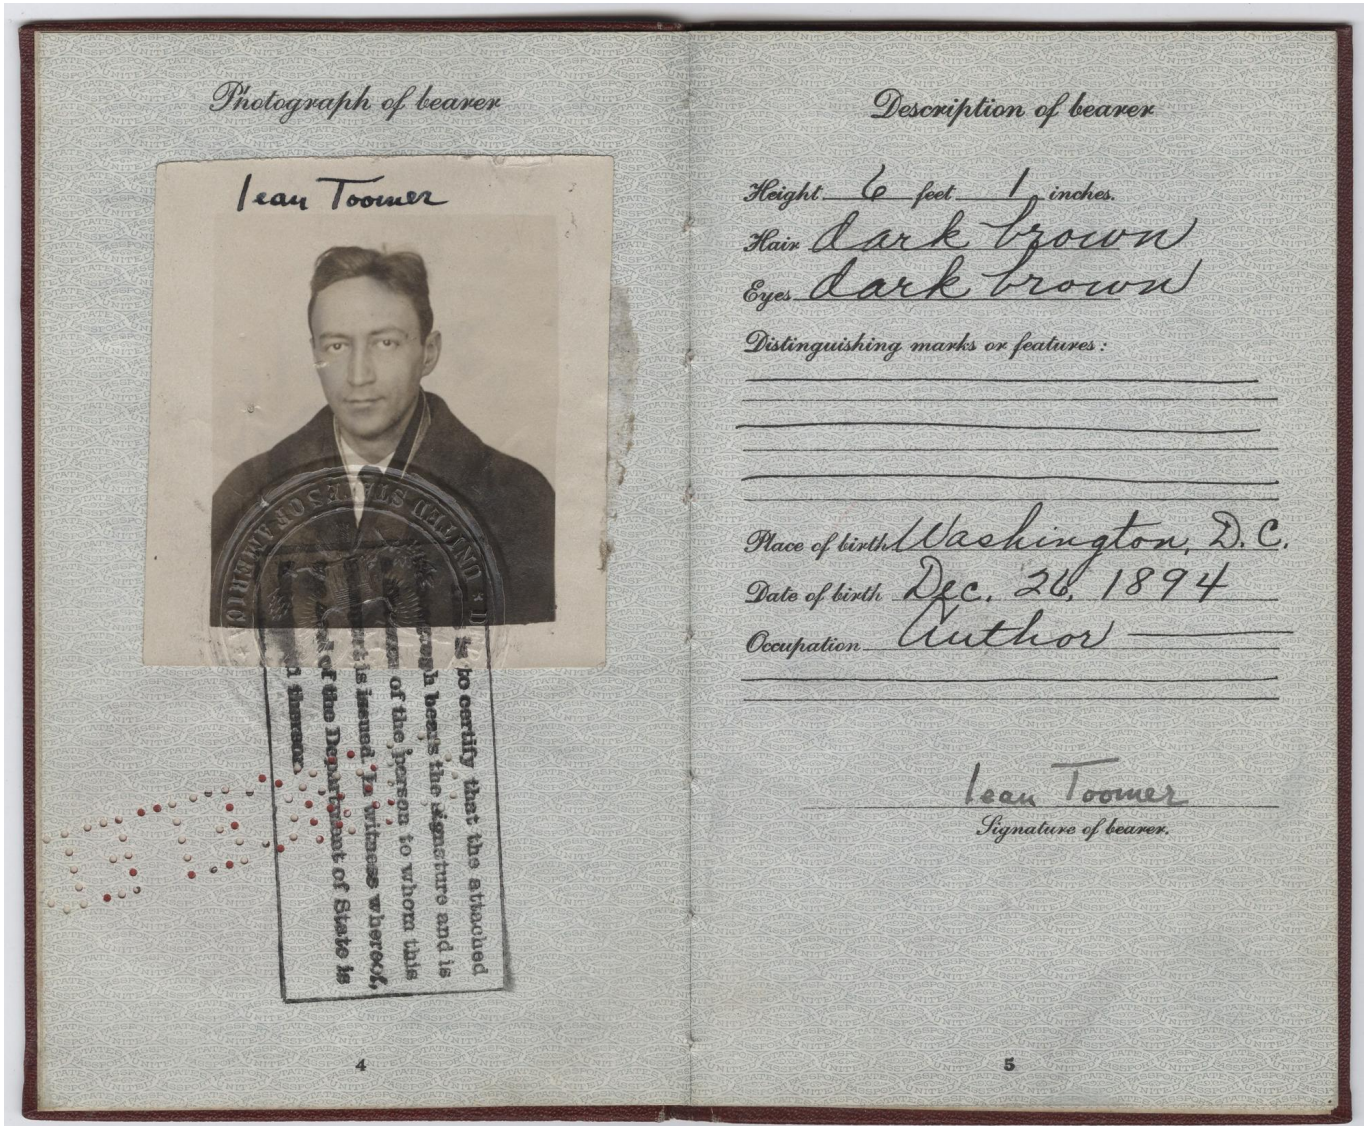 Photograph of bearer
Jean Toomer
UNITED STATES OF AMERICA
is to certify that the attached
bears the signature and is
of the person to whom this
is issued. In witness whereof,
of the Department of State is
thereon.
4
Description of bearer
Height 6 feet 1 inches.
Hair dark brown
Eyes dark brown
Distinguishing marks or features:
Place of birth Washington, D.C.
Date of birth Dec. 26, 1894
Occupation Author
Jean Toomer
Signature of bearer.
5